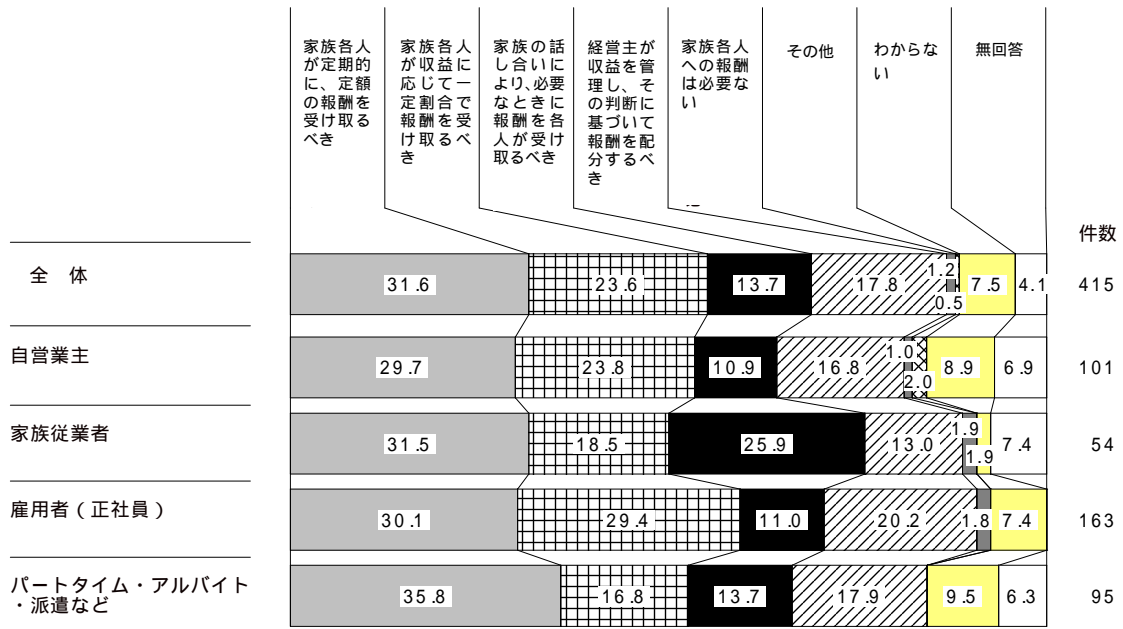 家族各人
が定期的
に、定額
の報酬を
受け取る
べき
家族各人
が収益に
応じて一
定割合で
報酬を受
け取るべ
き
家族の話
し合いに
より、必要
なときに
報酬を各
人が受け
取るべき
経営主が
収益を管
理し、そ
の判断に
基づいて
報酬を配
分するべ
き
家族各人
への報酬
は必要な
い
その他
わからな
い
無回答
件数
全 体
31.6 23.6 13.7 17.8 1.2 0.5 7.5 4.1 415
自営業主
29.7 23.8 10.9 16.8 1.0 2.0 8.9 6.9 101
家族従業者
31.5 18.5 25.9 13.0 1.9 1.9 7.4 54
雇用者(正社員)
30.1 29.4 11.0 20.2 1.8 7.4 163
パートタイム・アルバイト
・派遣など
35.8 16.8 13.7 17.9 9.5 6.3 95